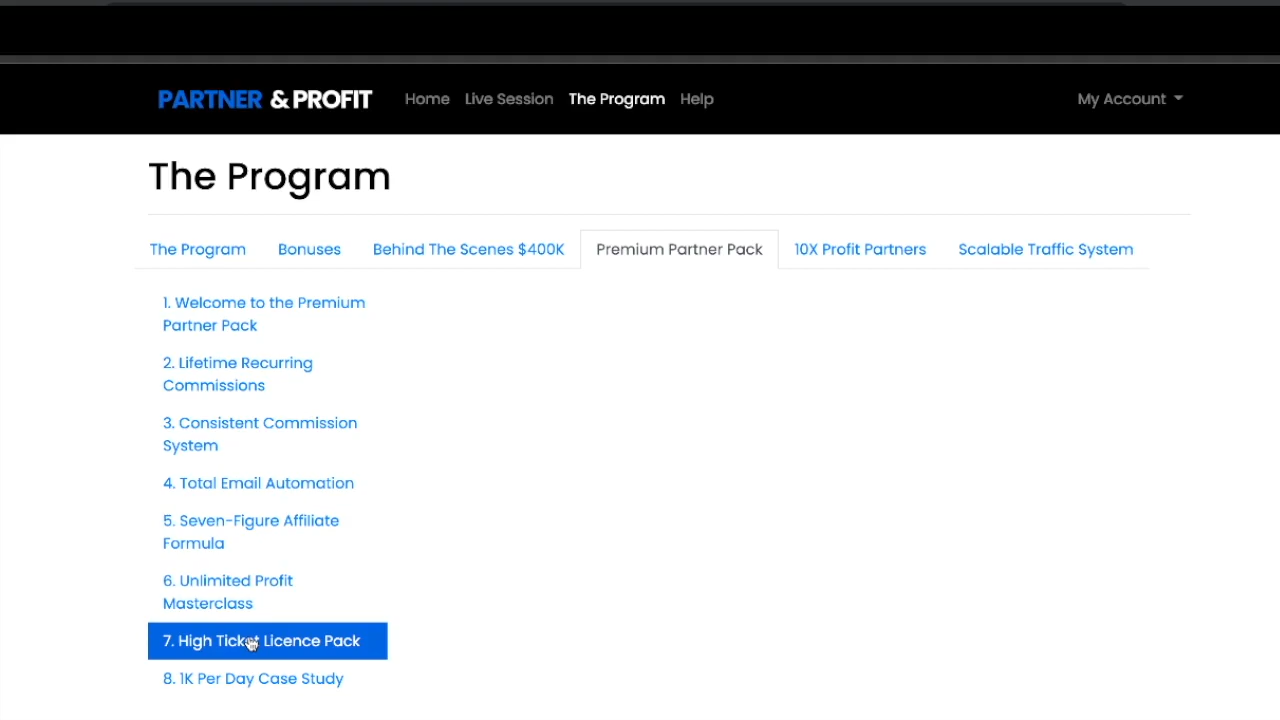 PARTNER & PROFIT Home Live Session The Program Help My Account
The Program
The Program Bonuses Behind The Scenes $400K Premium Partner Pack 10X Profit Partners Scalable Traffic System
1. Welcome to the Premium
Partner Pack
2. Lifetime Recurring
Commissions
3. Consistent Commission
System
4. Total Email Automation
5. Seven-Figure Affiliate
Formula
6. Unlimited Profit
Masterclass
7. High Ticket Licence Pack
8. 1K Per Day Case Study